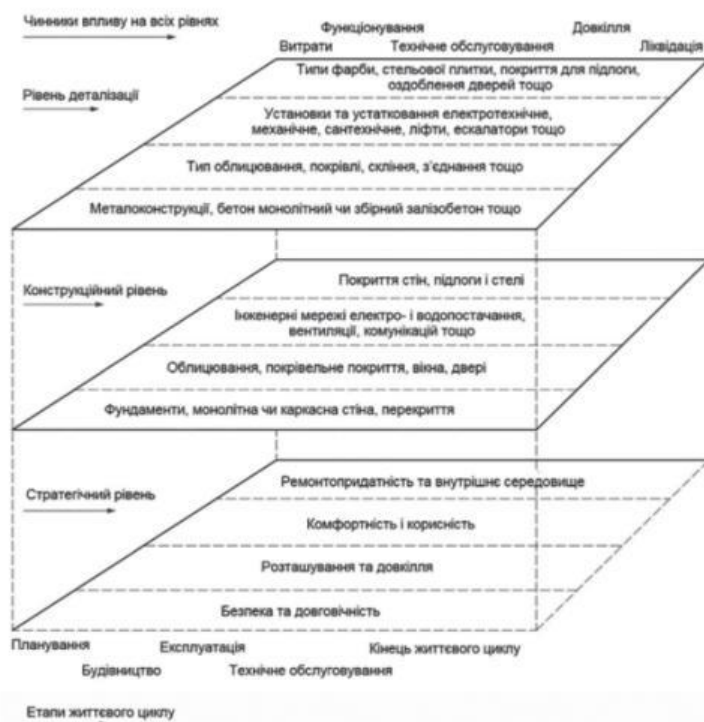 Чинники впливу на всіх рівнях
Функціонування
Довкілля
Витрати
Технічне обслуговування
Ліквідація
Рівень деталізації
Типи фарби, стельової плитки, покриття для підлоги,
оздоблення дверей тощо
Установки та устатковання електротехнічне,
механічне, сантехнічне, ліфти, ескалатори тощо
Тип облицювання, покрівлі, скління, з’єднання тощо
Металоконструкції, бетон монолітний чи збірний залізобетон тощо
Конструкційний рівень
Покриття стін, підлоги і стелі
Інженерні мережі електро- і водопостачання,
вентиляції, комунікацій тощо
Облицювання, покрівельне покриття, вікна, двері
Фундаменти, монолітна чи каркасна стіна, перекриття
Стратегічний рівень
Ремонтопридатність та внутрішнє середовище
Комфортність і корисність
Розташування та довкілля
Безпека та довговічність
Планування
Експлуатація
Кінець життєвого циклу
Будівництво
Технічне обслуговування
Етапи життєвого циклу